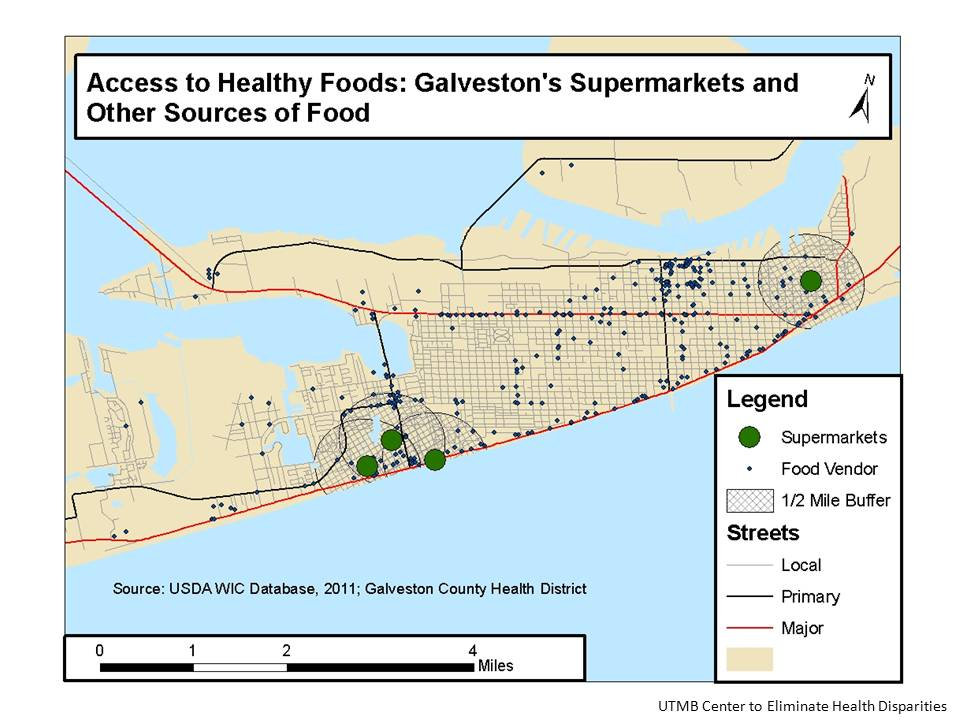 Access to Healthy Foods: Galveston's Supermarkets and
Other Sources of Food
N
Legend
Supermarkets
Food Vendor
1/2 Mile Buffer
Streets
Local
Primary
Major
Source: USDA WIC Database, 2011; Galveston County Health District
0 1 2 4
Miles
UTMB Center to Eliminate Health Disparities